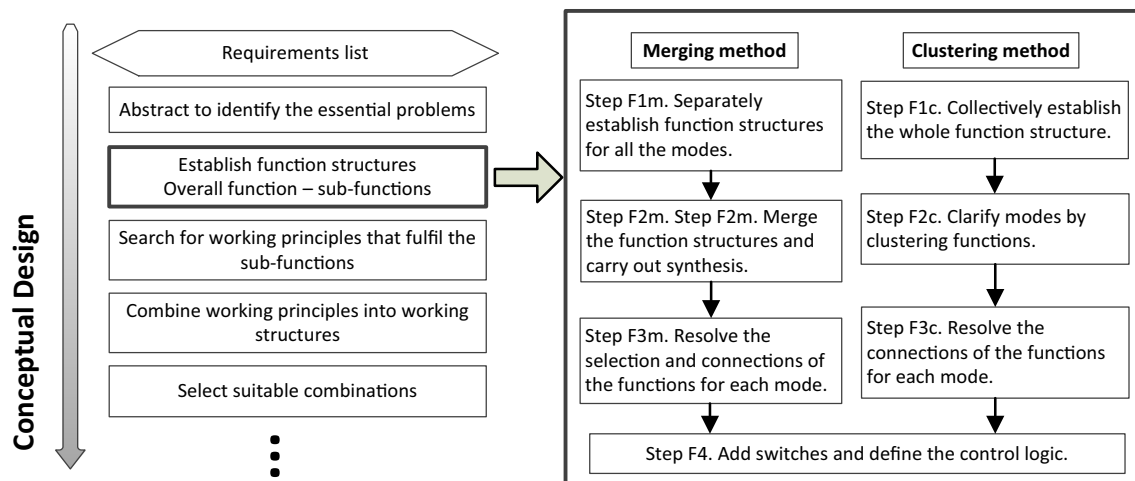 Conceptual Design
Requirements list
Abstract to identify the essential problems
Establish function structures
Overall function – sub-functions
Search for working principles that fulfil the
sub-functions
Combine working principles into working
structures
Select suitable combinations
Merging method
Step F1m. Separately
establish function structures
for all the modes.
Step F2m. Step F2m. Merge
the function structures and
carry out synthesis.
Step F3m. Resolve the
selection and connections of
the functions for each mode.
Clustering method
Step F1c. Collectively establish
the whole function structure.
Step F2c. Clarify modes by
clustering functions.
Step F3c. Resolve the
connections of the functions
for each mode.
Step F4. Add switches and define the control logic.